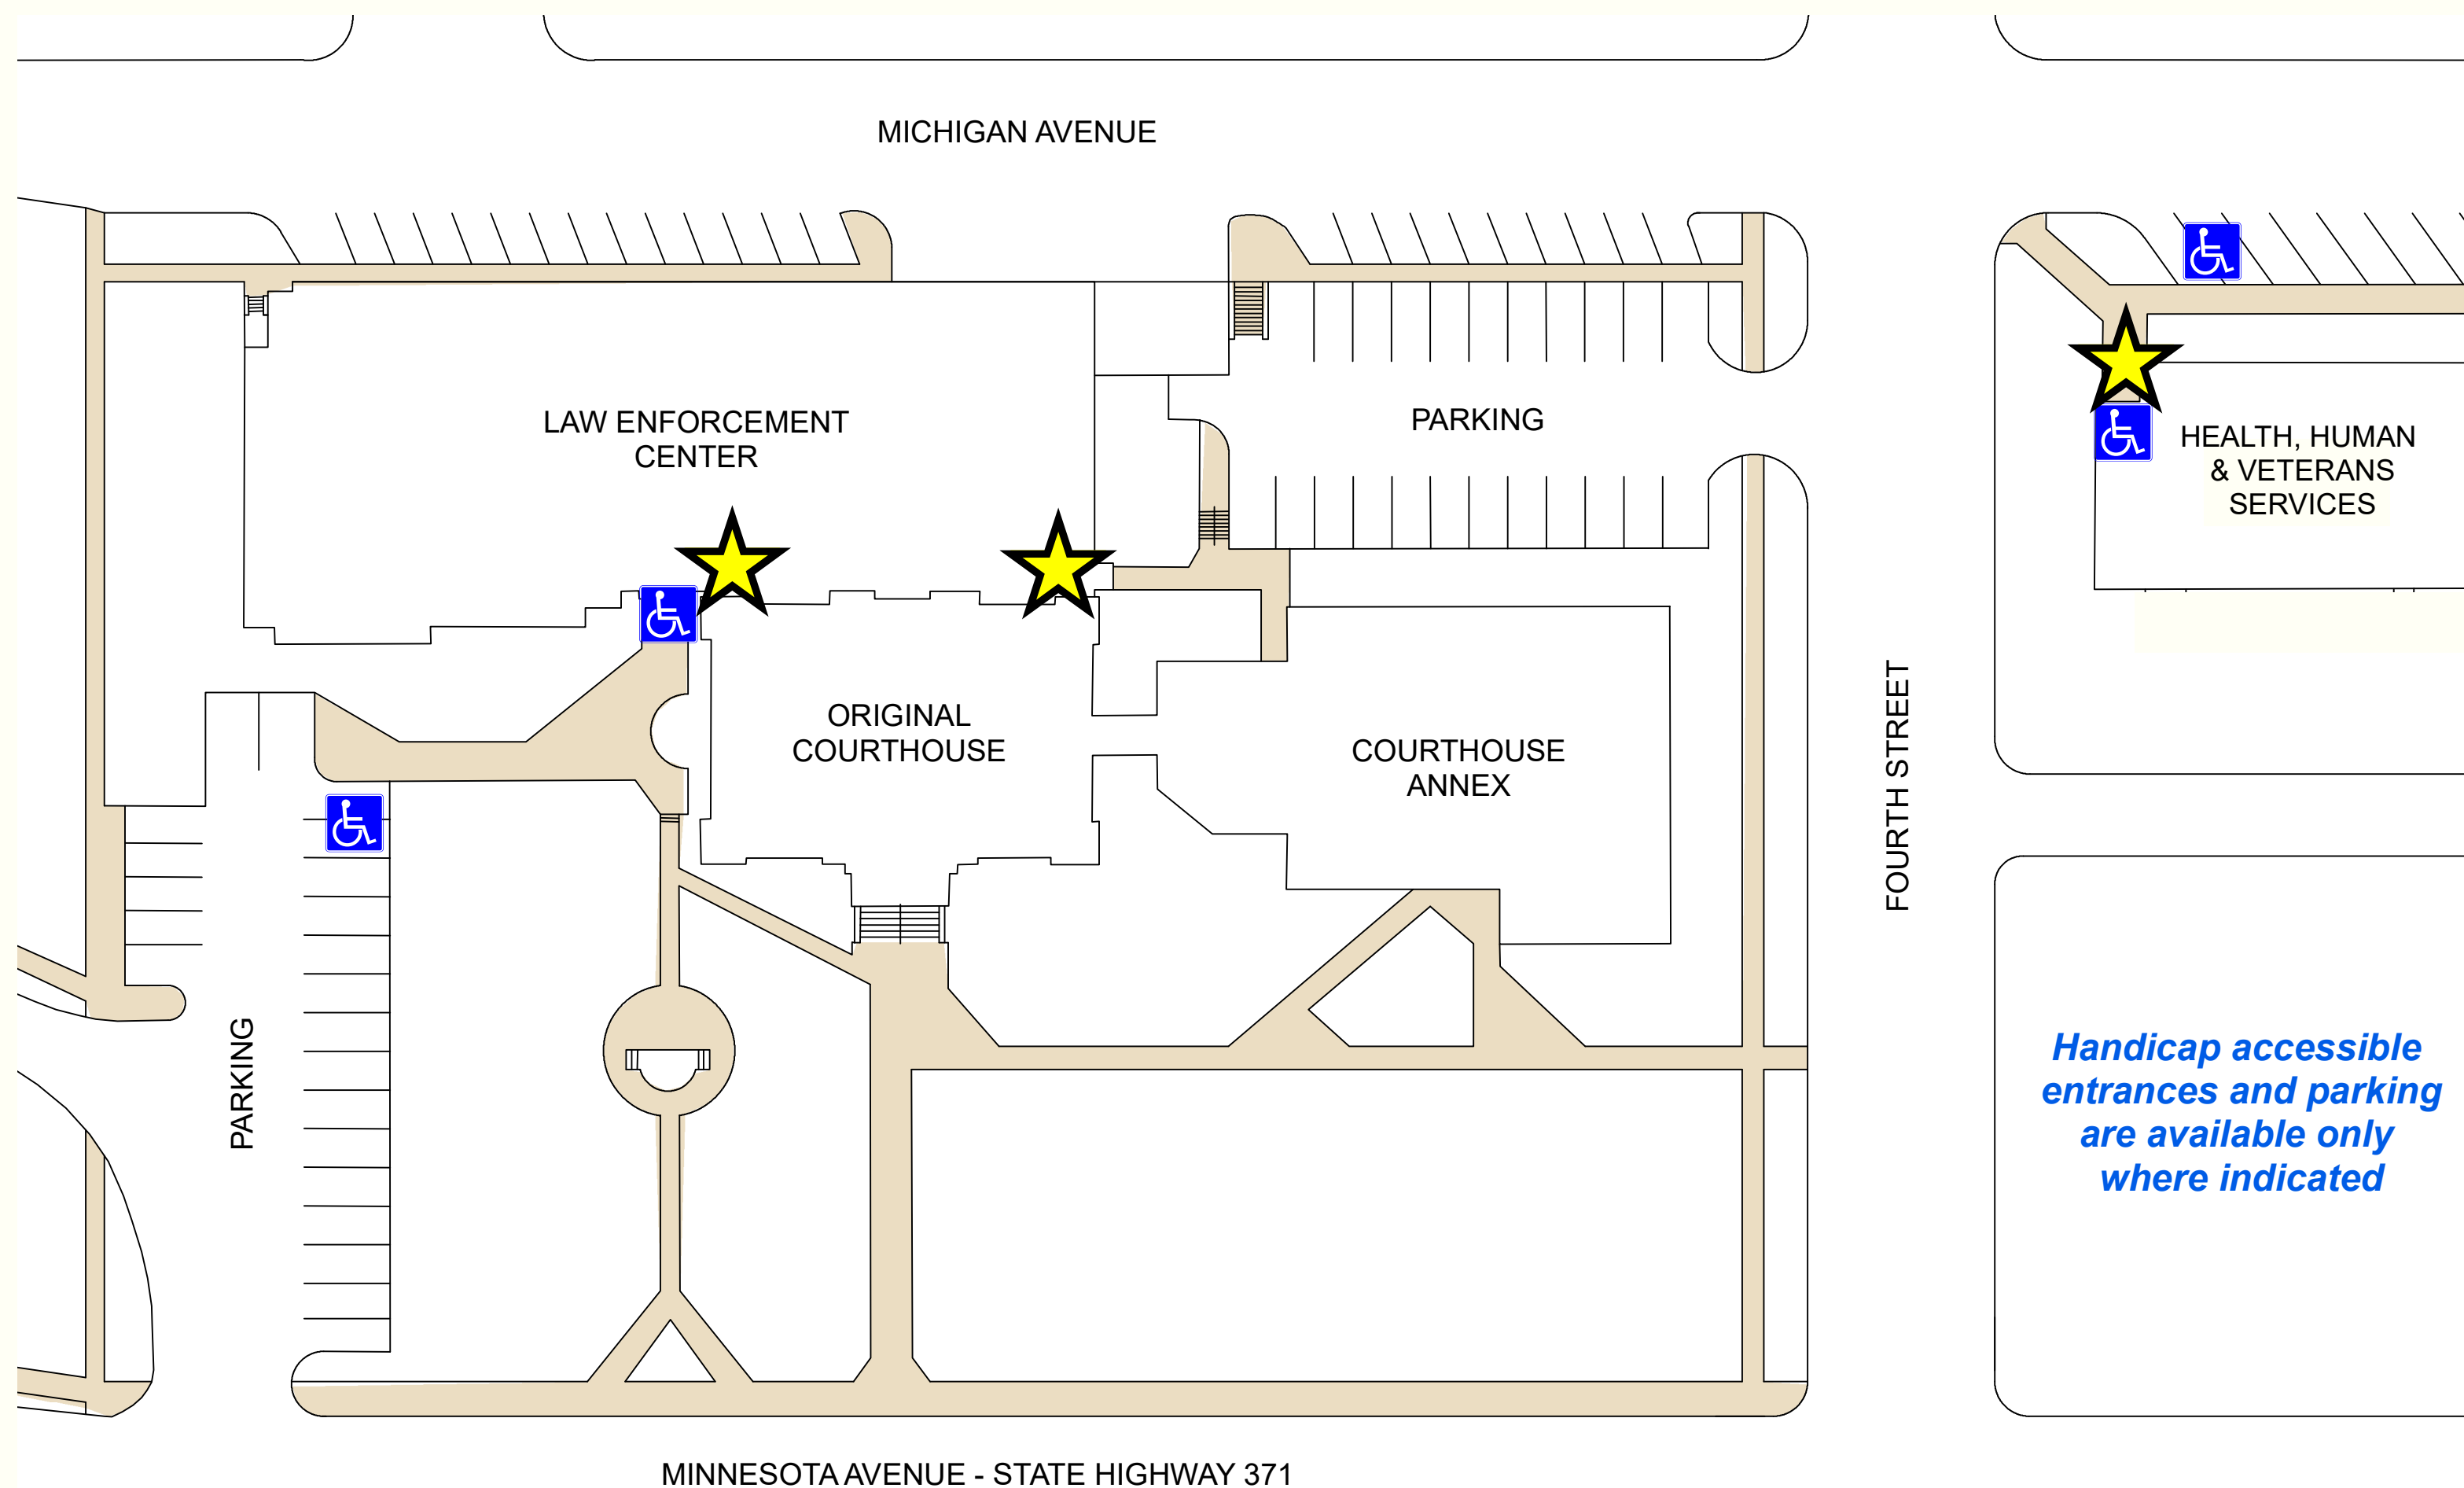 MICHIGAN AVENUE
LAW ENFORCEMENT
CENTER
PARKING
HEALTH, HUMAN
& VETERANS
SERVICES
ORIGINAL
COURTHOUSE
COURTHOUSE
ANNEX
FOURTH STREET
PARKING
Handicap accessible
entrances and parking
are available only
where indicated
MINNESOTA AVENUE - STATE HIGHWAY 371